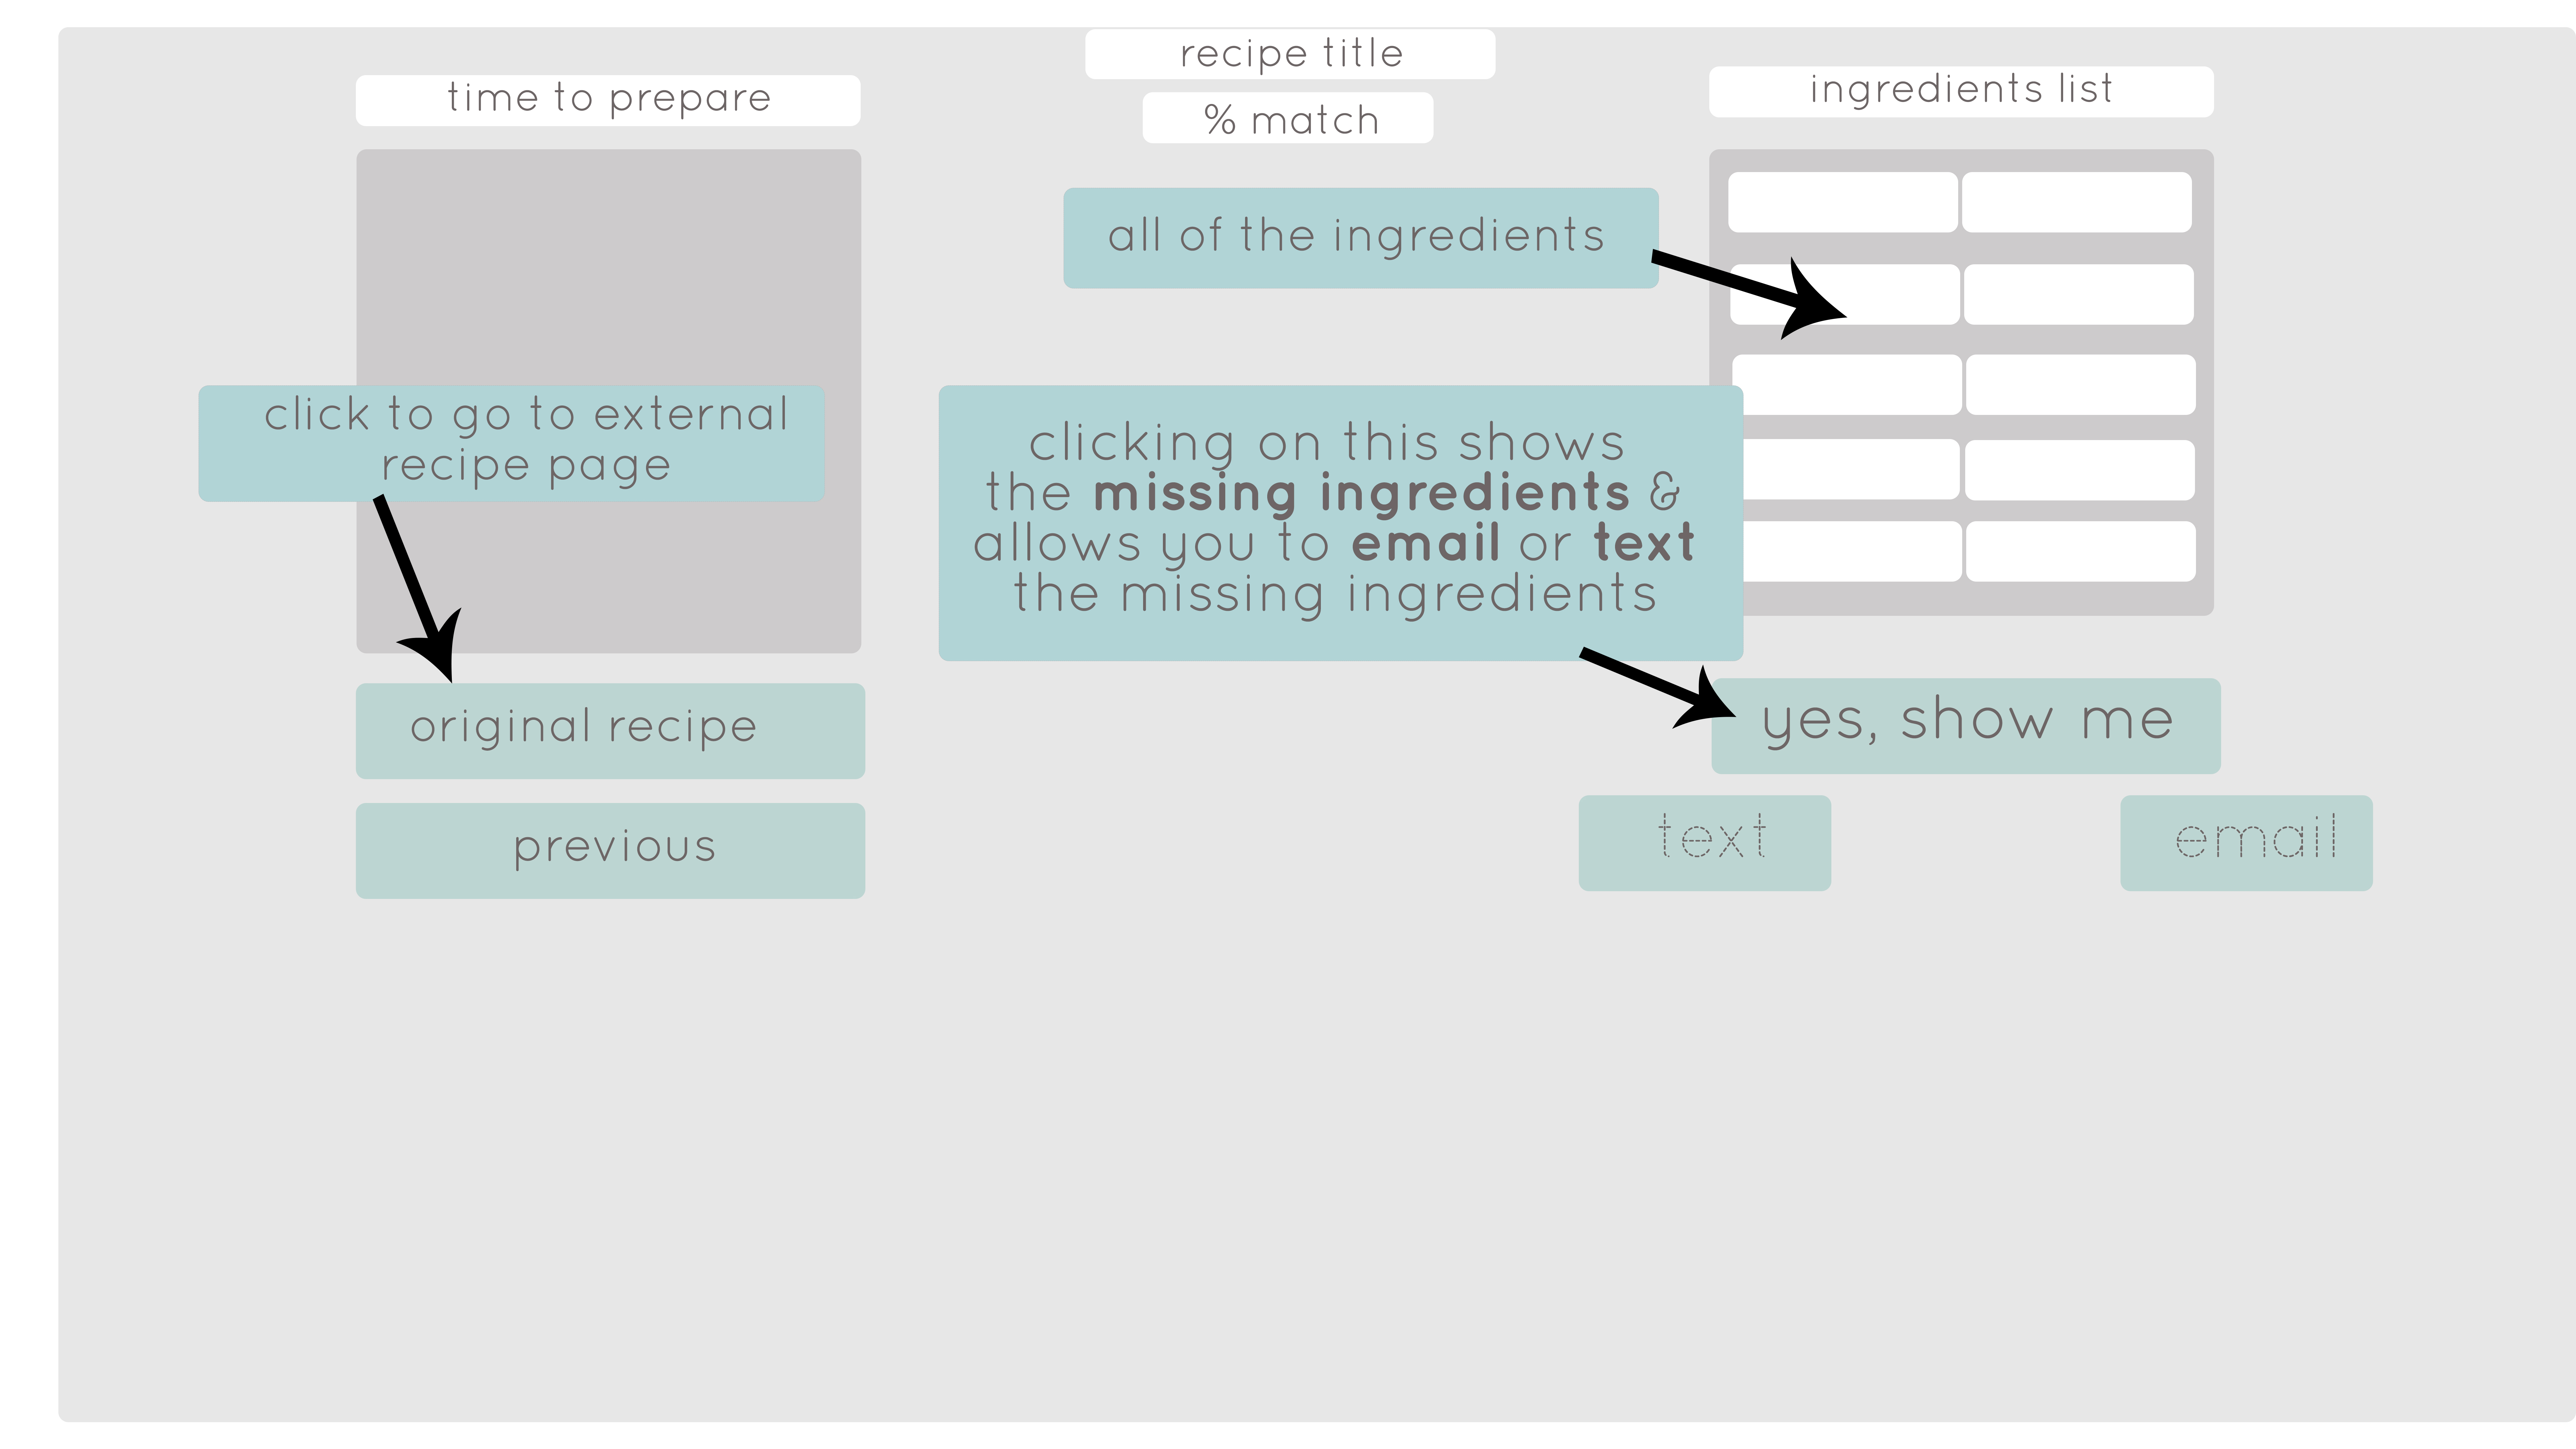 recipe title
time to prepare
% match
ingredients list
all of the ingredients
click to go to external
recipe page
clicking on this shows
the missing ingredients &
allows you to email or text
the missing ingredients
original recipe
yes, show me
previous
text
email